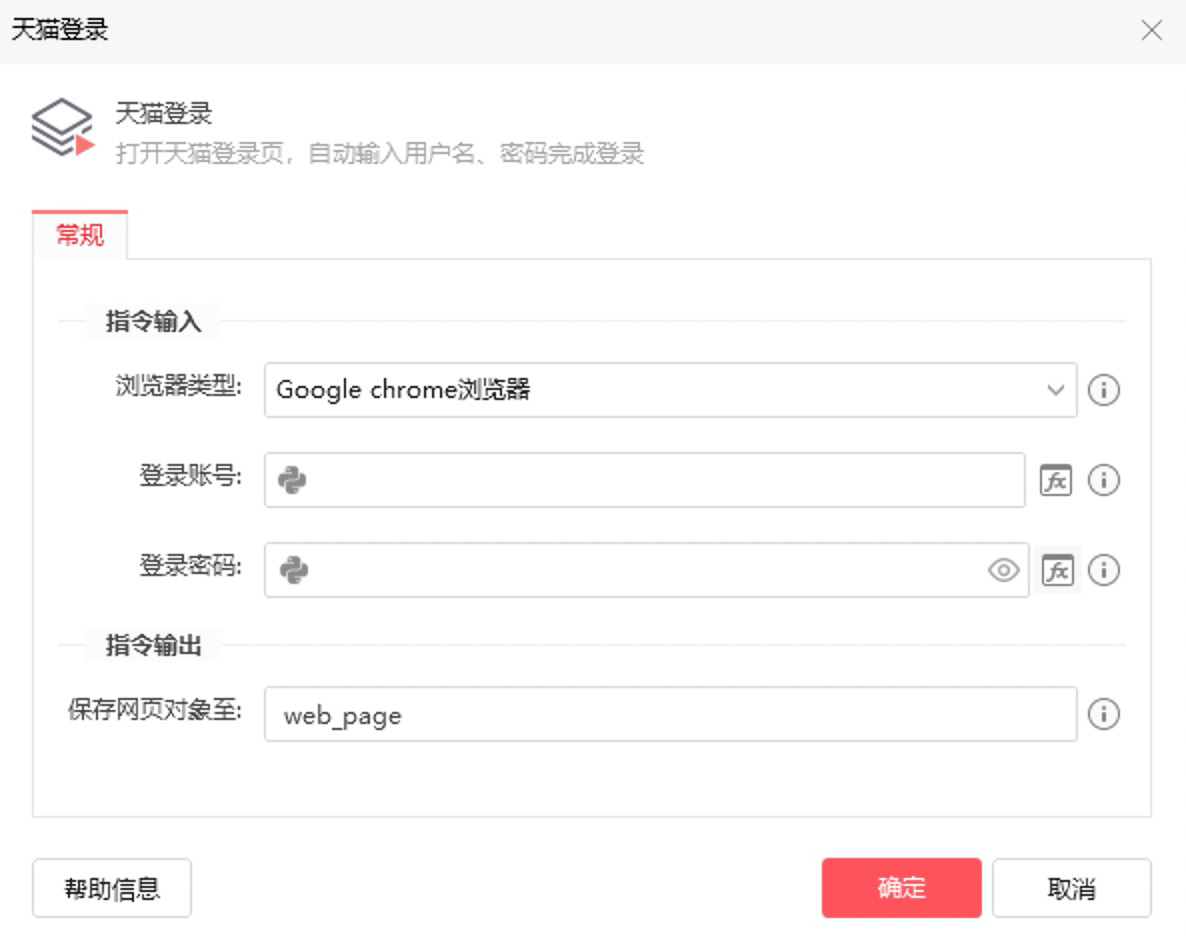 天猫登录
天猫登录
打开天猫登录页，自动输入用户名、密码完成登录
常规
指令输入
浏览器类型: Google chrome浏览器
登录账号: fx
登录密码: fx
指令输出
保存网页对象至: web_page
帮助信息 确定 取消